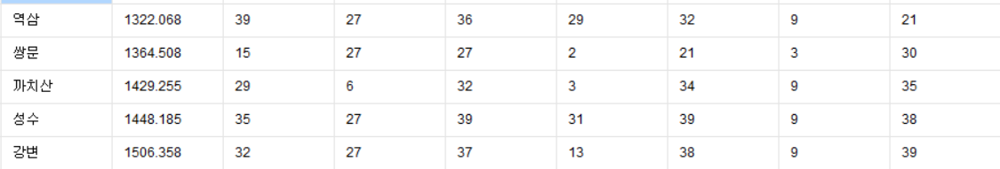 역삼 1322.068 39 27 36 29 32 9 21
쌍문 1364.508 15 27 27 2 21 3 30
까치산 1429.255 29 6 32 3 34 9 35
성수 1448.185 35 27 39 31 39 9 38
강변 1506.358 32 27 37 13 38 9 39